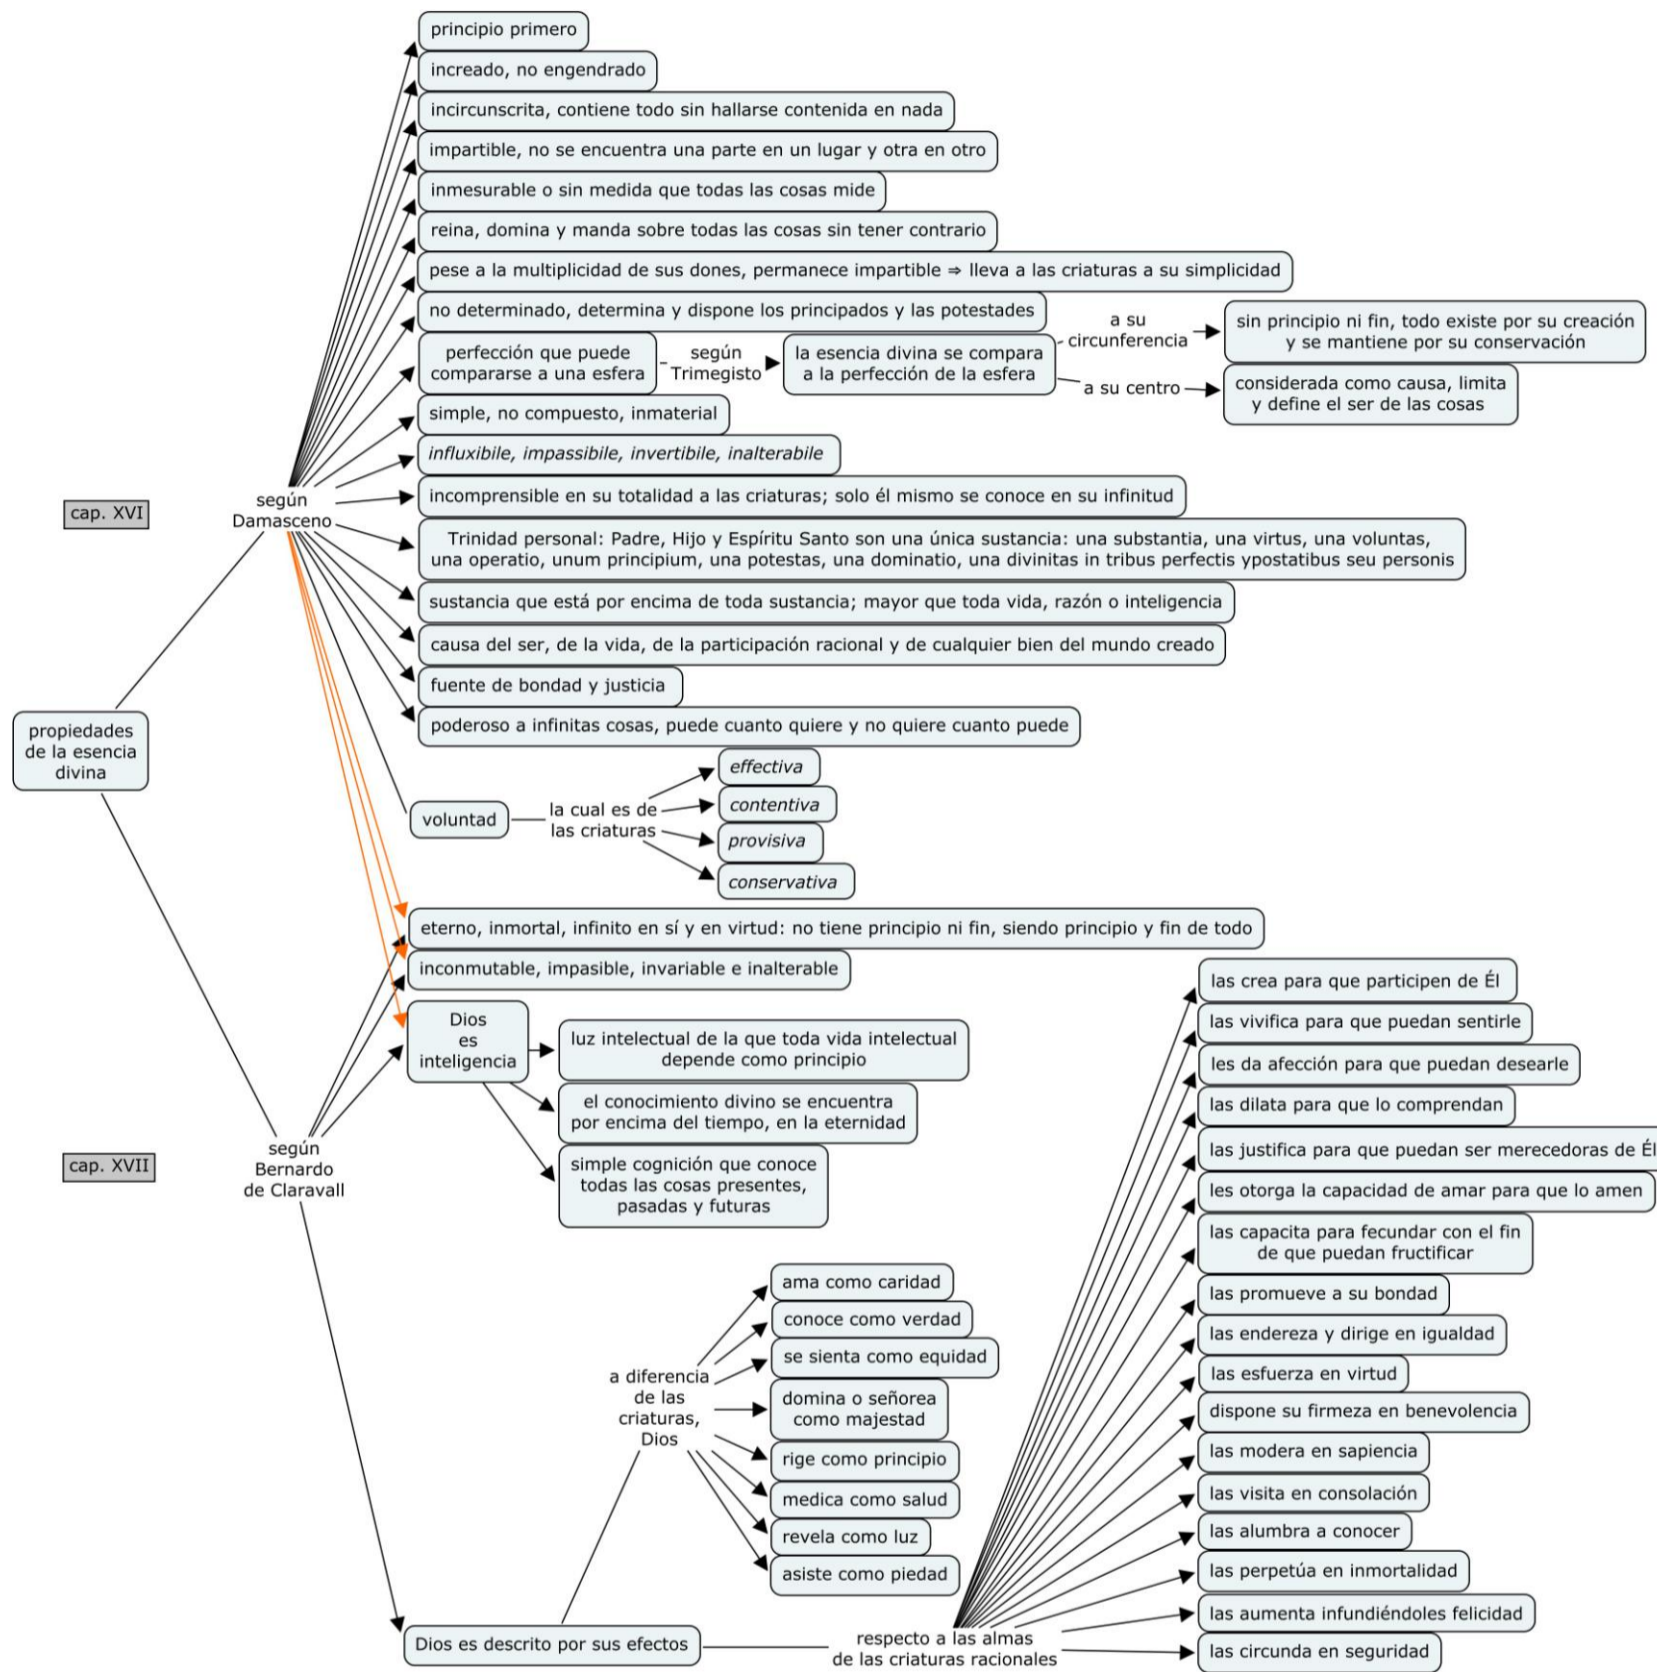 principio primero
increado, no engendrado
incircunscrita, contiene todo sin hallarse contenida en nada
impartible, no se encuentra una parte en un lugar y otra en otro
inmesurable o sin medida que todas las cosas mide
reina, domina y manda sobre todas las cosas sin tener contrario
pese a la multiplicidad de sus dones, permanece impartible ⇒ lleva a las criaturas a su simplicidad
no determinado, determina y dispone los principados y las potestades
perfección que puede
compararse a una esfera
según
Trimegisto
la esencia divina se compara
a la perfección de la esfera
a su
circunferencia
sin principio ni fin, todo existe por su creación
y se mantiene por su conservación
a su centro
considerada como causa, limita
y define el ser de las cosas
simple, no compuesto, inmaterial
influxibile, impassibile, invertibile, inalterabile
cap. XVI
según
Damasceno
incomprensible en su totalidad a las criaturas; solo él mismo se conoce en su infinitud
Trinidad personal: Padre, Hijo y Espíritu Santo son una única sustancia: una substantia, una virtus, una voluntas,
una operatio, unum principium, una potestas, una dominatio, una divinitas in tribus perfectis ypostatibus seu personis
sustancia que está por encima de toda sustancia; mayor que toda vida, razón o inteligencia
causa del ser, de la vida, de la participación racional y de cualquier bien del mundo creado
fuente de bondad y justicia
poderoso a infinitas cosas, puede cuanto quiere y no quiere cuanto puede
propiedades
de la esencia
divina
voluntad
la cual es de
las criaturas
effectiva
contentiva
provisiva
conservativa
eterno, inmortal, infinito en sí y en virtud: no tiene principio ni fin, siendo principio y fin de todo
inconmutable, impasible, invariable e inalterable
Dios
es
inteligencia
luz intelectual de la que toda vida intelectual
depende como principio
el conocimiento divino se encuentra
por encima del tiempo, en la eternidad
simple cognición que conoce
todas las cosas presentes,
pasadas y futuras
cap. XVII
según
Bernardo
de Claravall
a diferencia
de las
criaturas,
Dios
ama como caridad
conoce como verdad
se sienta como equidad
domina o señorea
como majestad
rige como principio
medica como salud
revela como luz
asiste como piedad
Dios es descrito por sus efectos
respecto a las almas
de las criaturas racionales
las crea para que participen de Él
las vivifica para que puedan sentirle
les da afección para que puedan desearle
las dilata para que lo comprendan
las justifica para que puedan ser merecedoras de Él
les otorga la capacidad de amar para que lo amen
las capacita para fecundar con el fin
de que puedan fructificar
las promueve a su bondad
las endereza y dirige en igualdad
las esfuerza en virtud
dispone su firmeza en benevolencia
las modera en sapiencia
las visita en consolación
las alumbra a conocer
las perpetúa en inmortalidad
las aumenta infundiéndoles felicidad
las circunda en seguridad